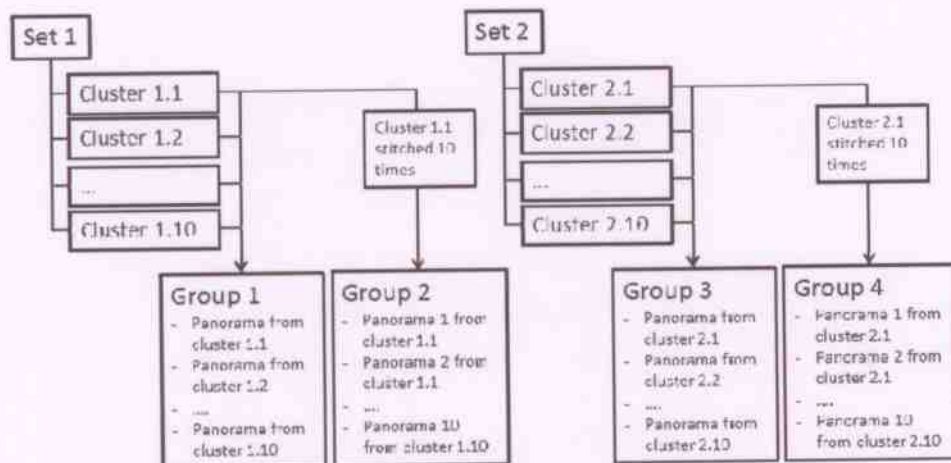 Set 1
Cluster 1.1
Cluster 1.2
...
Cluster 1.10
Cluster 1.1
stitched 10
times
Group 1
- Panorama from
cluster 1.1
- Panorama from
cluster 1.2
- ....
- Panorama from
cluster 1.10
Group 2
- Panorama 1 from
cluster 1.1
- Panorama 2 from
cluster 1.1
- ....
- Panorama 10
from cluster 1.10
Set 2
Cluster 2.1
Cluster 2.2
...
Cluster 2.10
Cluster 2.1
stitched 10
times
Group 3
- Panorama from
cluster 2.1
- Panorama from
cluster 2.2
- ....
- Panorama from
cluster 2.10
Group 4
- Panorama 1 from
cluster 2.1
- Panorama 2 from
cluster 2.1
- ....
- Panorama 10
from cluster 2.10